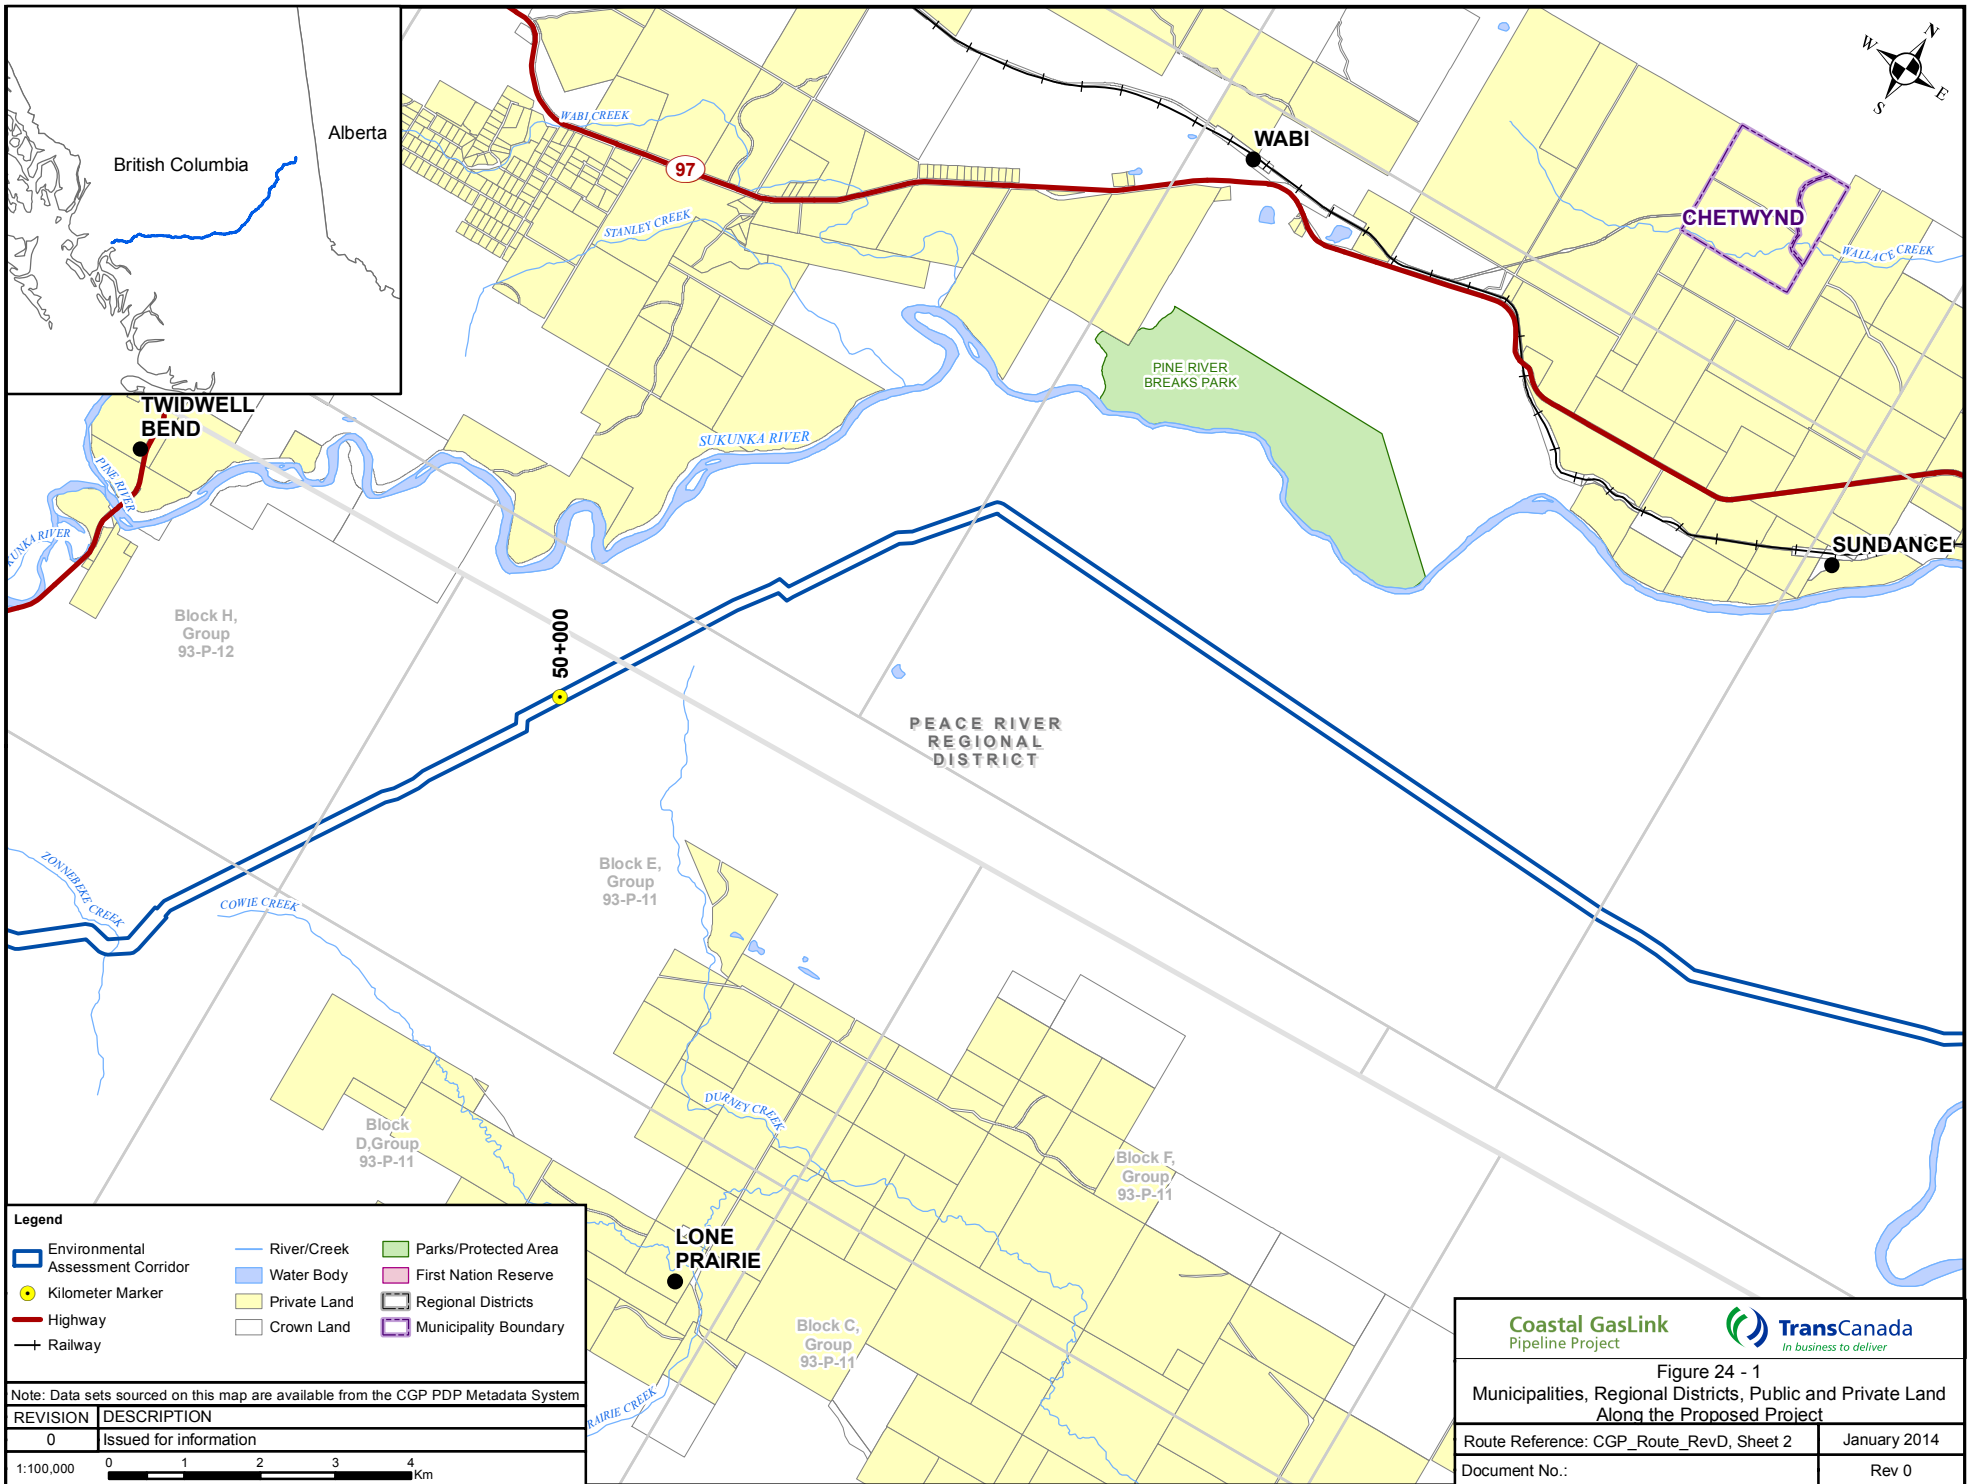 British Columbia
Alberta
N
W
E
S
WABI CREEK
97
STANLEY CREEK
WABI
CHETWYND
WALLACE CREEK
PINE RIVER
BREAKS PARK
TWIDWELL
BEND
PINE RIVER
SUKUNKA RIVER
UNKA RIVER
SUNDANCE
Block H,
Group
93-P-12
50+000
PEACE RIVER
REGIONAL
DISTRICT
ZONNEBEKE CREEK
COWIE CREEK
Block E,
Group
93-P-11
DURNEY CREEK
Block
D,Group
93-P-11
Block F,
Group
93-P-11
LONE
PRAIRIE
Block C,
Group
93-P-11
RAIRIE CREEK
Legend
Environmental
Assessment Corridor
Kilometer Marker
Highway
Railway
River/Creek
Water Body
Private Land
Crown Land
Parks/Protected Area
First Nation Reserve
Regional Districts
Municipality Boundary
Note: Data sets sourced on this map are available from the CGP PDP Metadata System
REVISION DESCRIPTION
0 Issued for information
1:100,000 0 1 2 3 4 Km
Coastal GasLink
Pipeline Project
TransCanada
In business to deliver
Figure 24 - 1
Municipalities, Regional Districts, Public and Private Land
Along the Proposed Project
Route Reference: CGP_Route_RevD, Sheet 2
January 2014
Document No.:
Rev 0